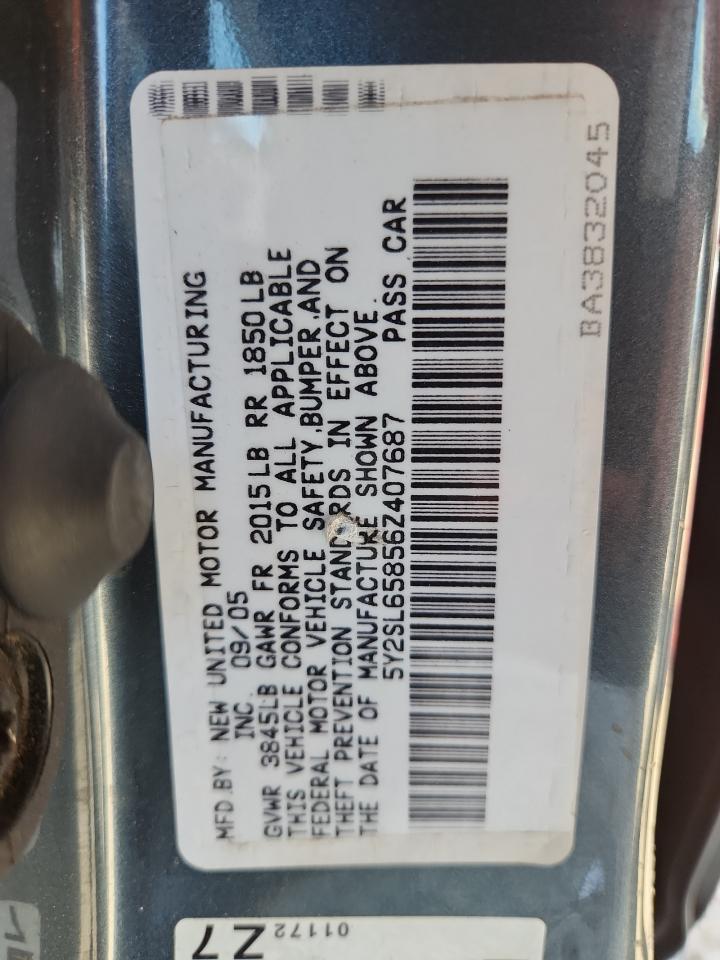 MFD.BY: NEW UNITED MOTOR MANUFACTURING
INC. 09/05
GVWR 3845LB GAWR FR 2015LB RR 1850LB
THIS VEHICLE CONFORMS TO ALL APPLICABLE
FEDERAL MOTOR VEHICLE SAFETY,BUMPER,AND
THEFT PREVENTION STANDARDS IN EFFECT ON
THE DATE OF MANUFACTURE SHOWN ABOVE.
5Y2SL65856Z407687 PASS CAR
BA3832045
01172
Z7